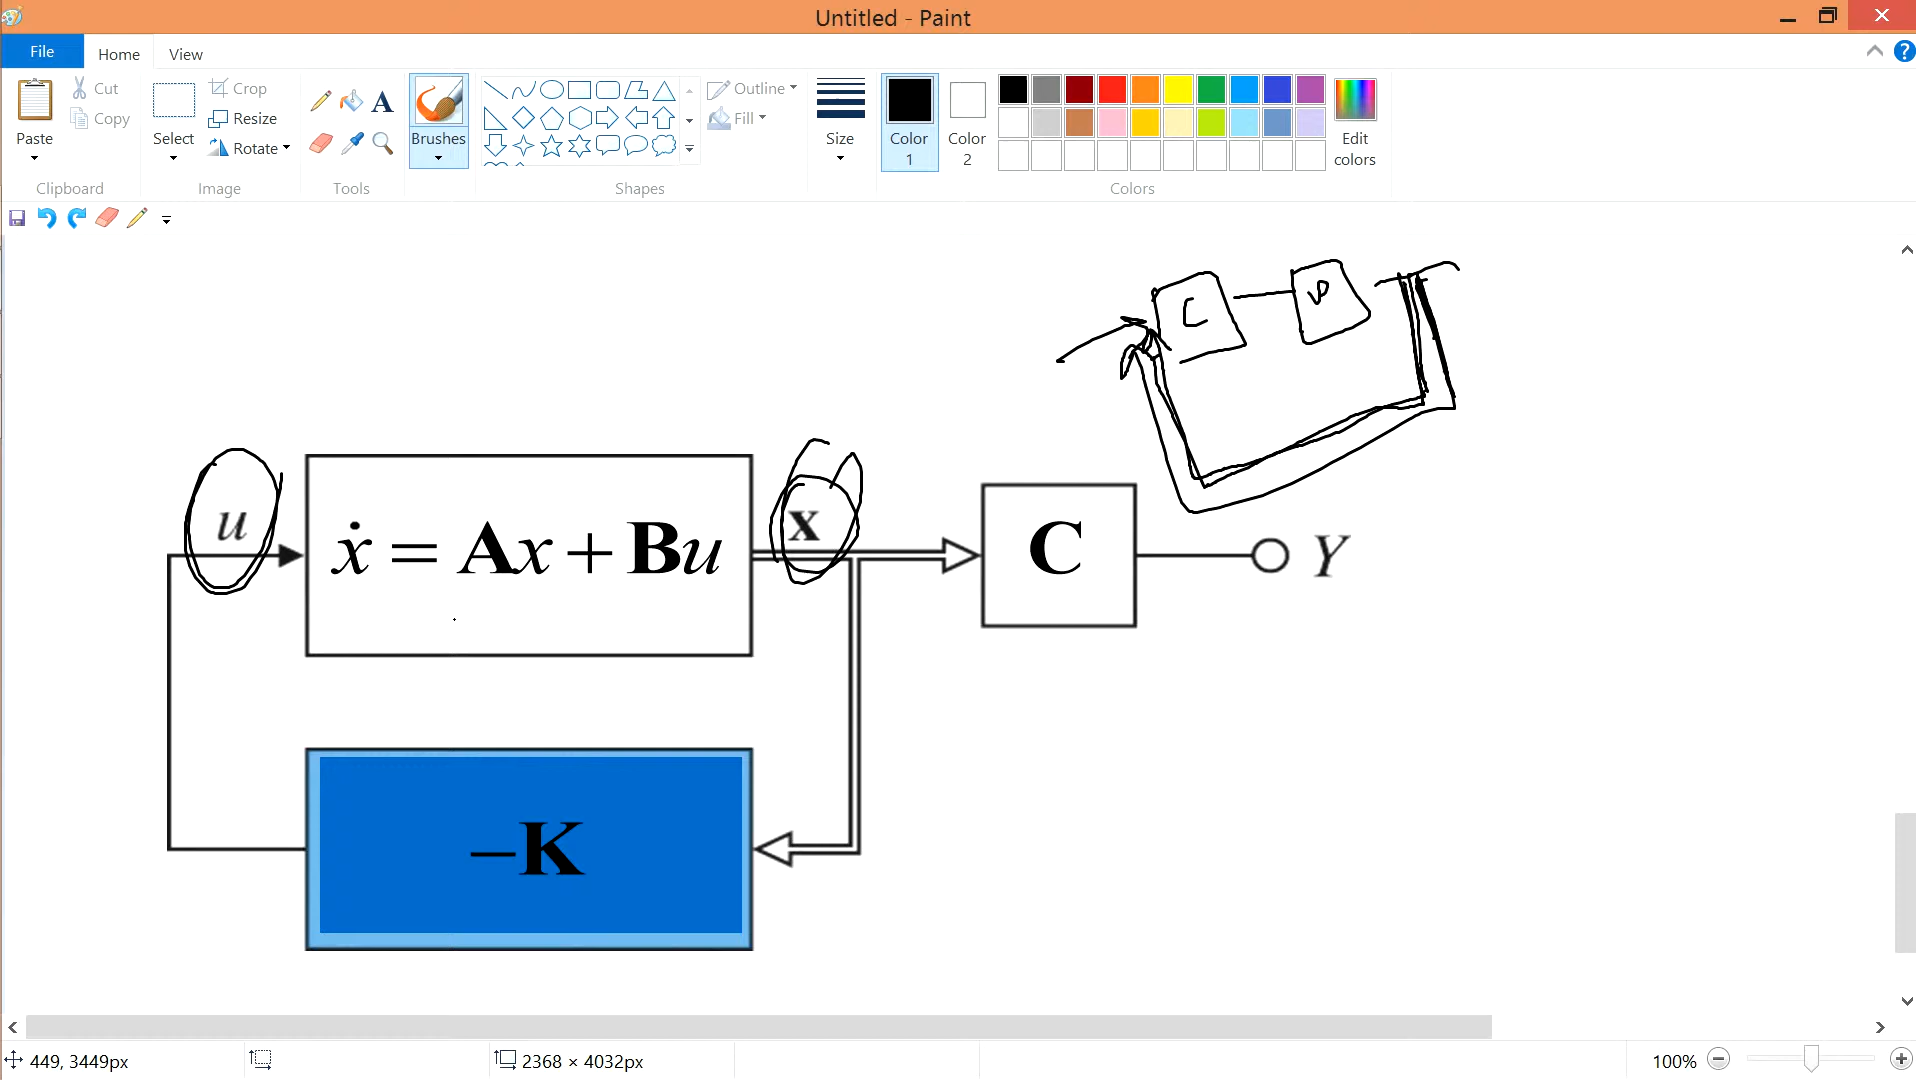 Untitled - Paint
File
Home
View
Paste
Cut
Copy
Clipboard
Select
Crop
Resize
Rotate
Image
A
Tools
Brushes
Outline
Fill
Shapes
Size
Color 1
Color 2
Edit colors
Colors
?
C
P
u
ẋ = Ax + Bu
x
C
Y
−K
449, 3449px
2368 × 4032px
100%